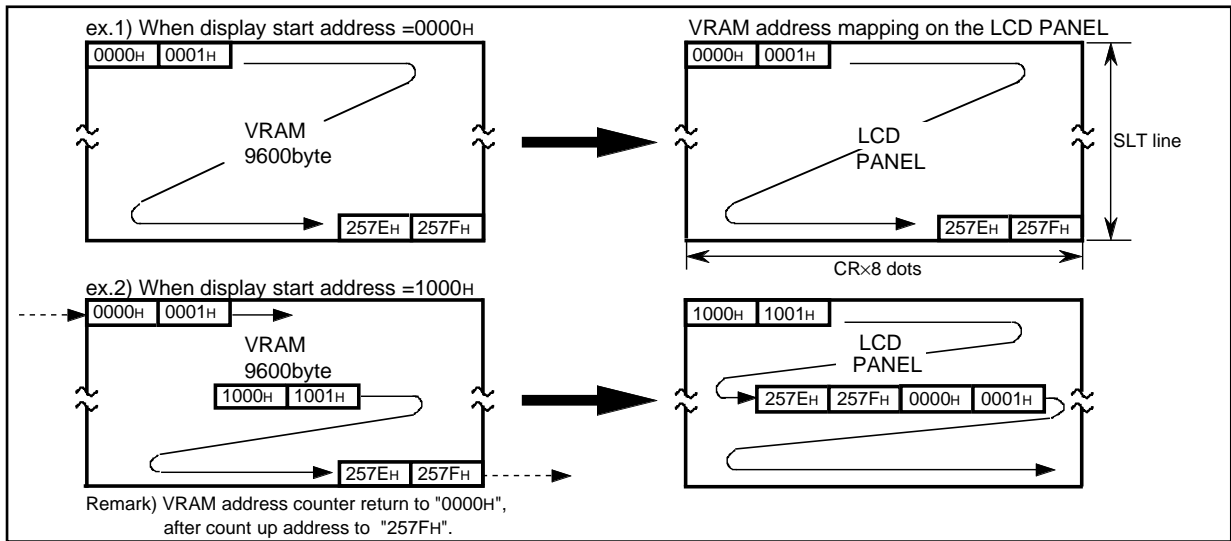 ex.1) When display start address =0000H
0000H 0001H
VRAM
9600byte
257EH 257FH
VRAM address mapping on the LCD PANEL
0000H 0001H
LCD
PANEL
SLT line
257EH 257FH
CR×8 dots
ex.2) When display start address =1000H
0000H 0001H
VRAM
9600byte
1000H 1001H
257EH 257FH
1000H 1001H
LCD
PANEL
257EH 257FH 0000H 0001H
Remark) VRAM address counter return to "0000H",
after count up address to "257FH".